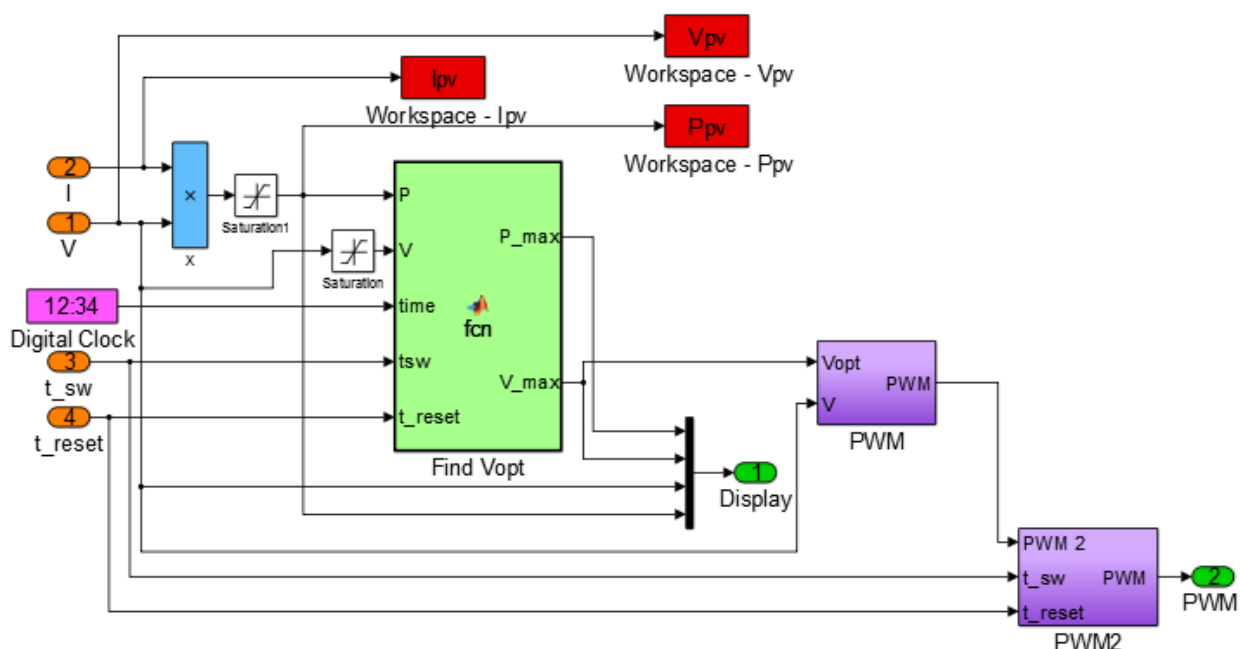 Vpv
Workspace - Vpv
Ipv
Workspace - Ipv
Ppv
Workspace - Ppv
2
I
1
V
×
x
Saturation1
Saturation
12:34
Digital Clock
3
t_sw
4
t_reset
P
V
time
tsw
t_reset
fcn
P_max
V_max
Find Vopt
Vopt
V
PWM
PWM
1
Display
PWM 2
t_sw
t_reset
PWM
PWM2
2
PWM